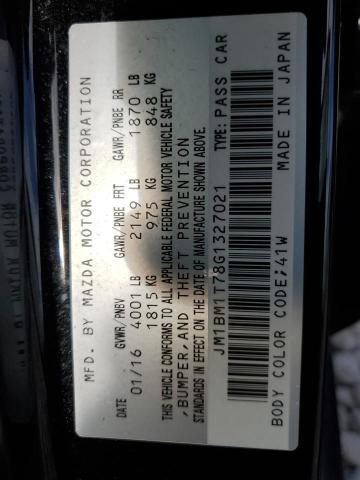 MFD. BY MAZDA MOTOR CORPORATION
DATE GVWR/PNBV GAWR/PNBE FRT GAWR/PNBE RR
01/16 4001 LB 2149 LB 1870 LB
1815 KG 975 KG 848 KG
THIS VEHICLE CONFORMS TO ALL APPLICABLE FEDERAL MOTOR VEHICLE SAFETY
,BUMPER,AND THEFT PREVENTION
STANDARDS IN EFFECT ON THE DATE OF MANUFACTURE SHOWN ABOVE.
JM1BM1T78G1327021 TYPE: PASS CAR
BODY COLOR CODE;41W MADE IN JAPAN